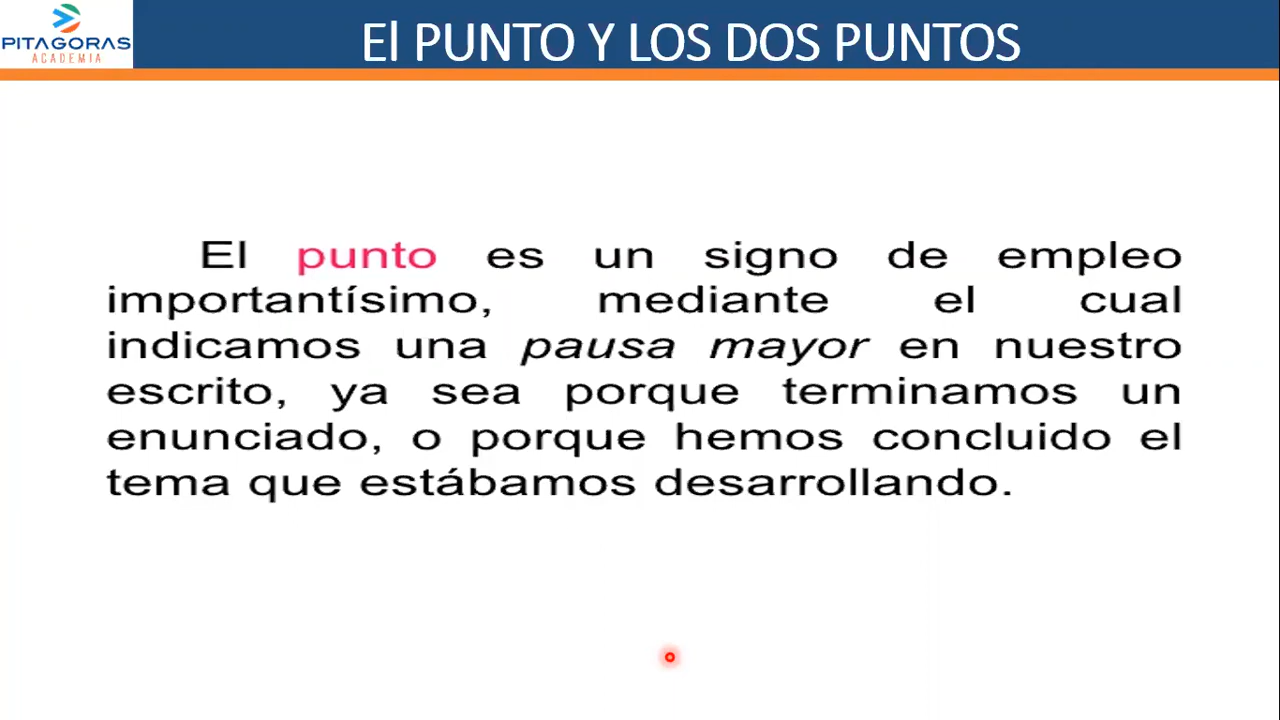 PITAGORAS
ACADEMIA
El PUNTO Y LOS DOS PUNTOS
El punto es un signo de empleo
importantísimo, mediante el cual
indicamos una pausa mayor en nuestro
escrito, ya sea porque terminamos un
enunciado, o porque hemos concluido el
tema que estábamos desarrollando.